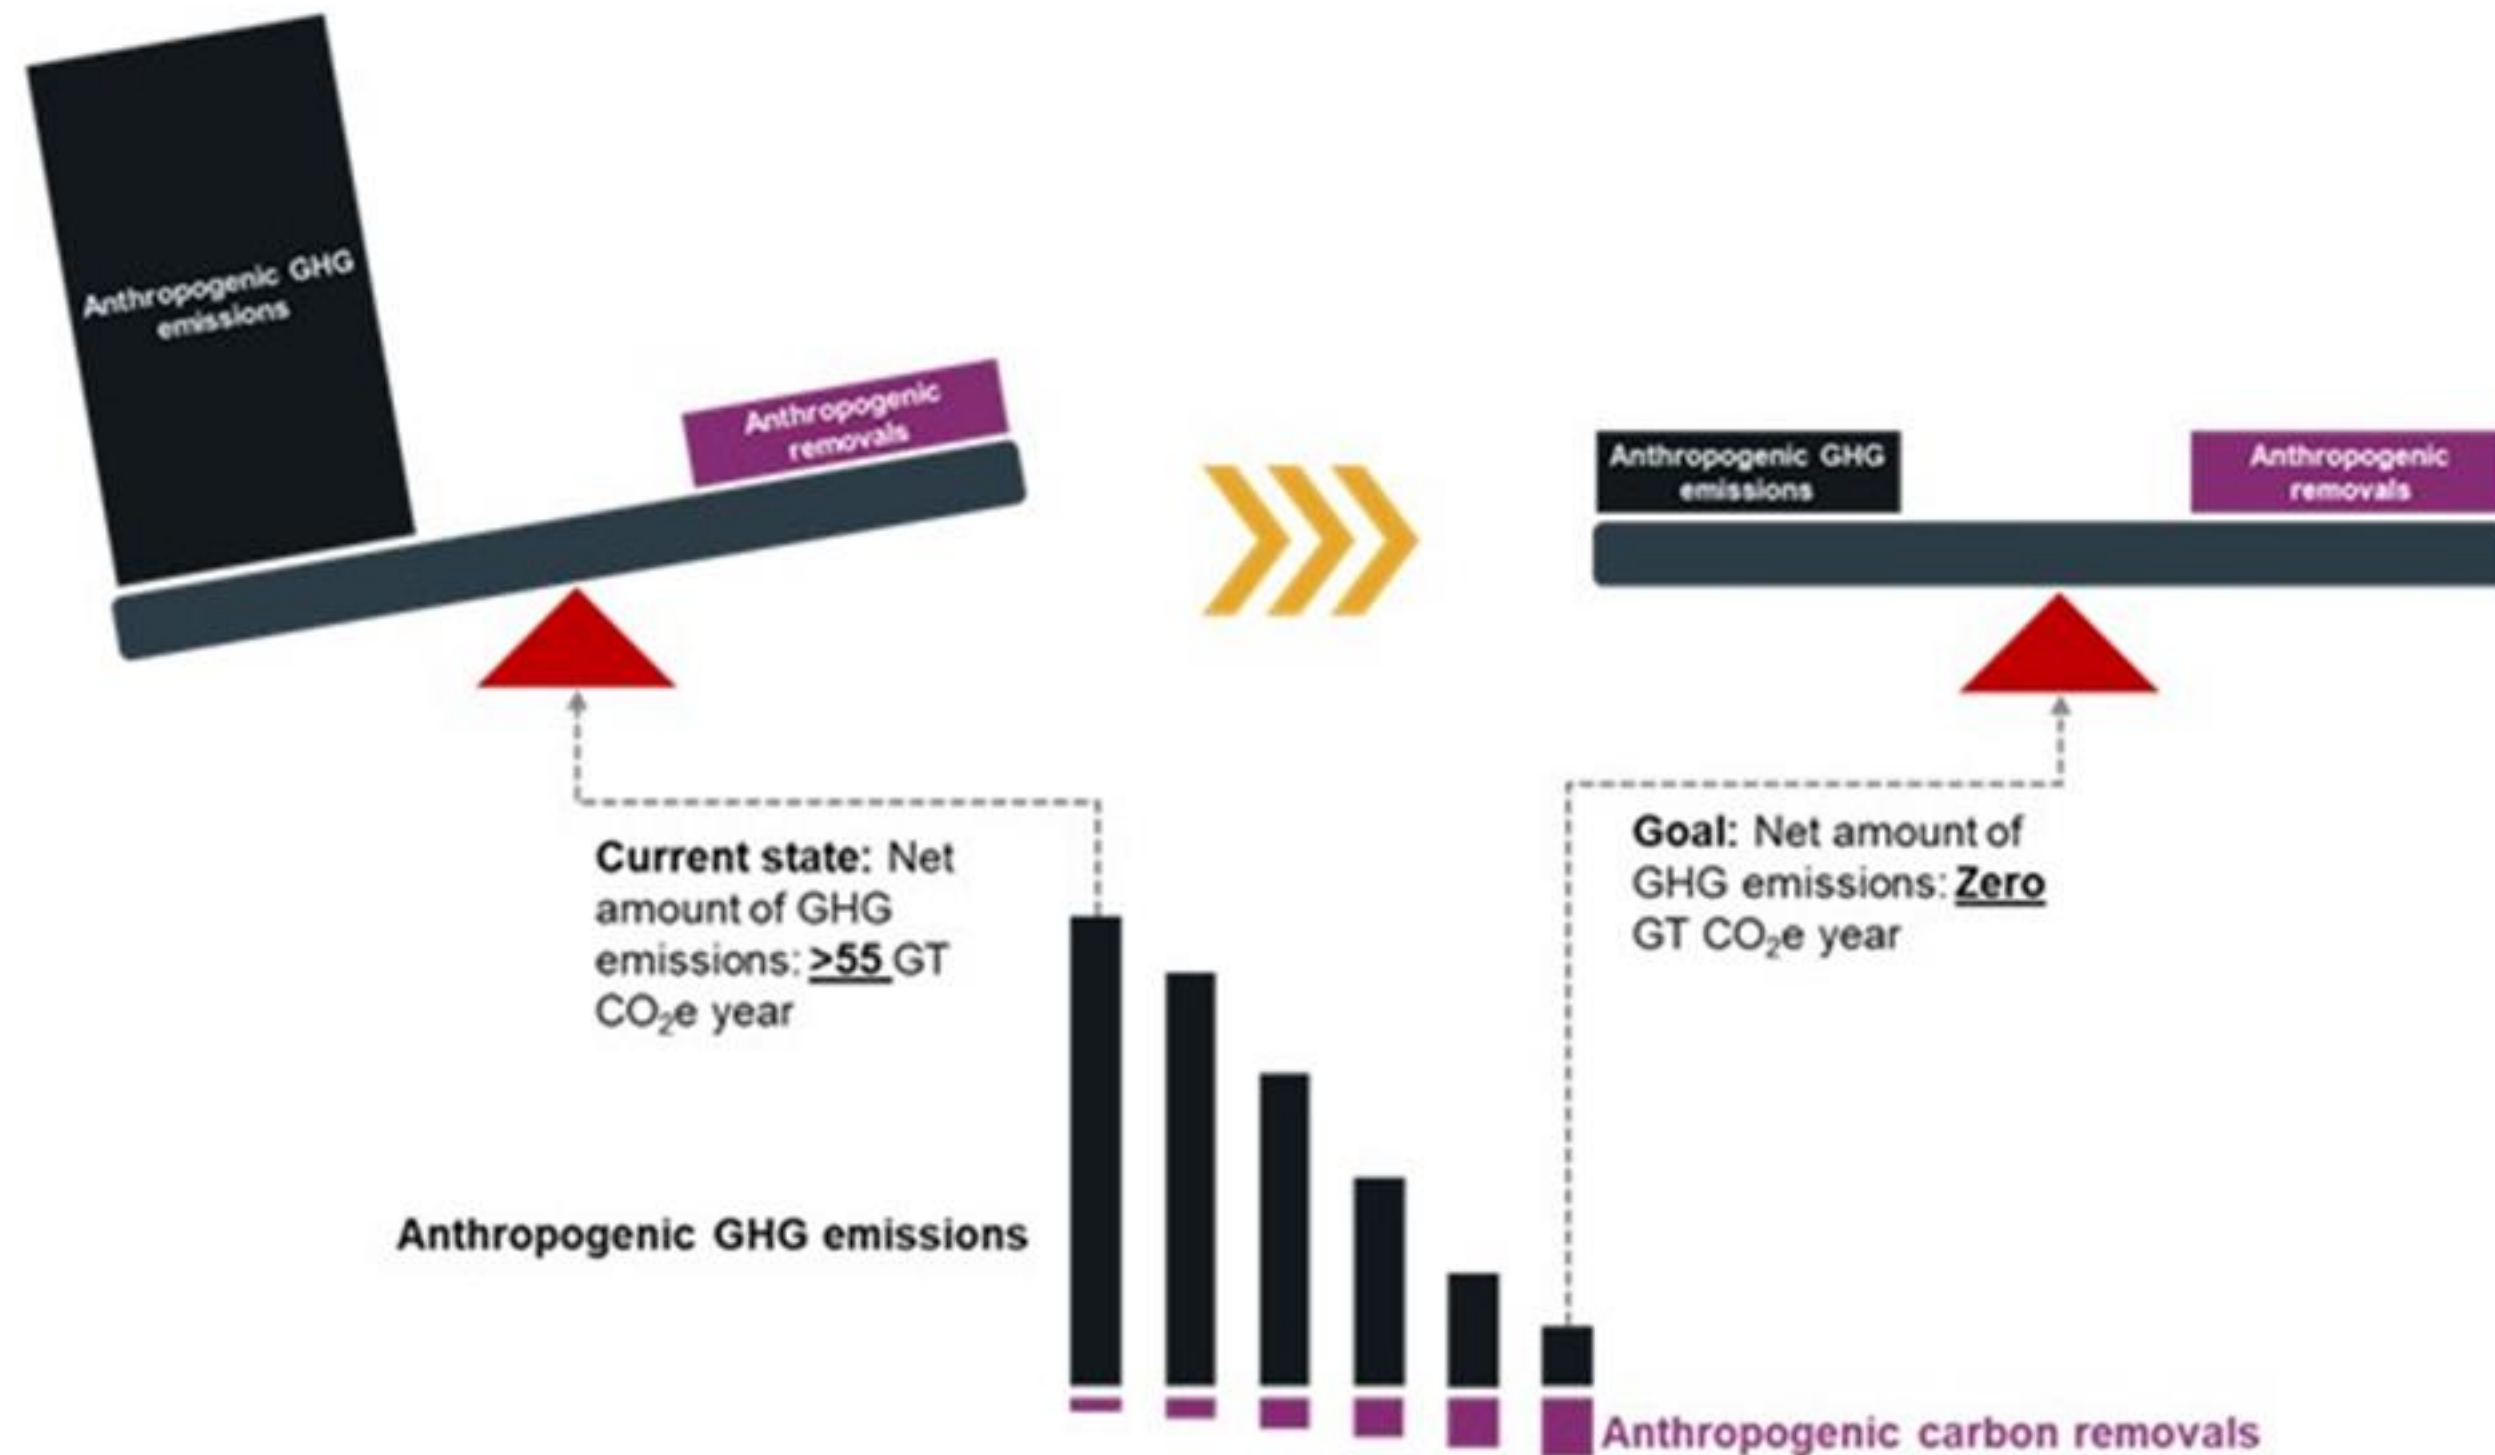 Anthropogenic GHG
emissions
Anthropogenic
removals
Anthropogenic GHG
emissions
Anthropogenic
removals
Current state: Net
amount of GHG
emissions: >55 GT
CO₂e year
Goal: Net amount of
GHG emissions: Zero
GT CO₂e year
Anthropogenic GHG emissions
Anthropogenic carbon removals